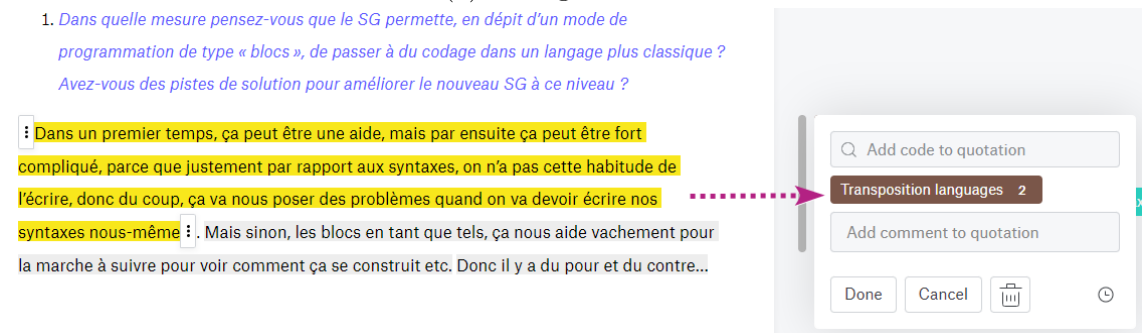 1. Dans quelle mesure pensez-vous que le SG permette, en dépit d'un mode de
programmation de type « blocs », de passer à du codage dans un langage plus classique ?
Avez-vous des pistes de solution pour améliorer le nouveau SG à ce niveau ?
Dans un premier temps, ça peut être une aide, mais par ensuite ça peut être fort
compliqué, parce que justement par rapport aux syntaxes, on n'a pas cette habitude de
l'écrire, donc du coup, ça va nous poser des problèmes quand on va devoir écrire nos
syntaxes nous-même. Mais sinon, les blocs en tant que tels, ça nous aide vachement pour
la marche à suivre pour voir comment ça se construit etc. Donc il y a du pour et du contre...
Add code to quotation
Transposition languages 2
Add comment to quotation
Done Cancel